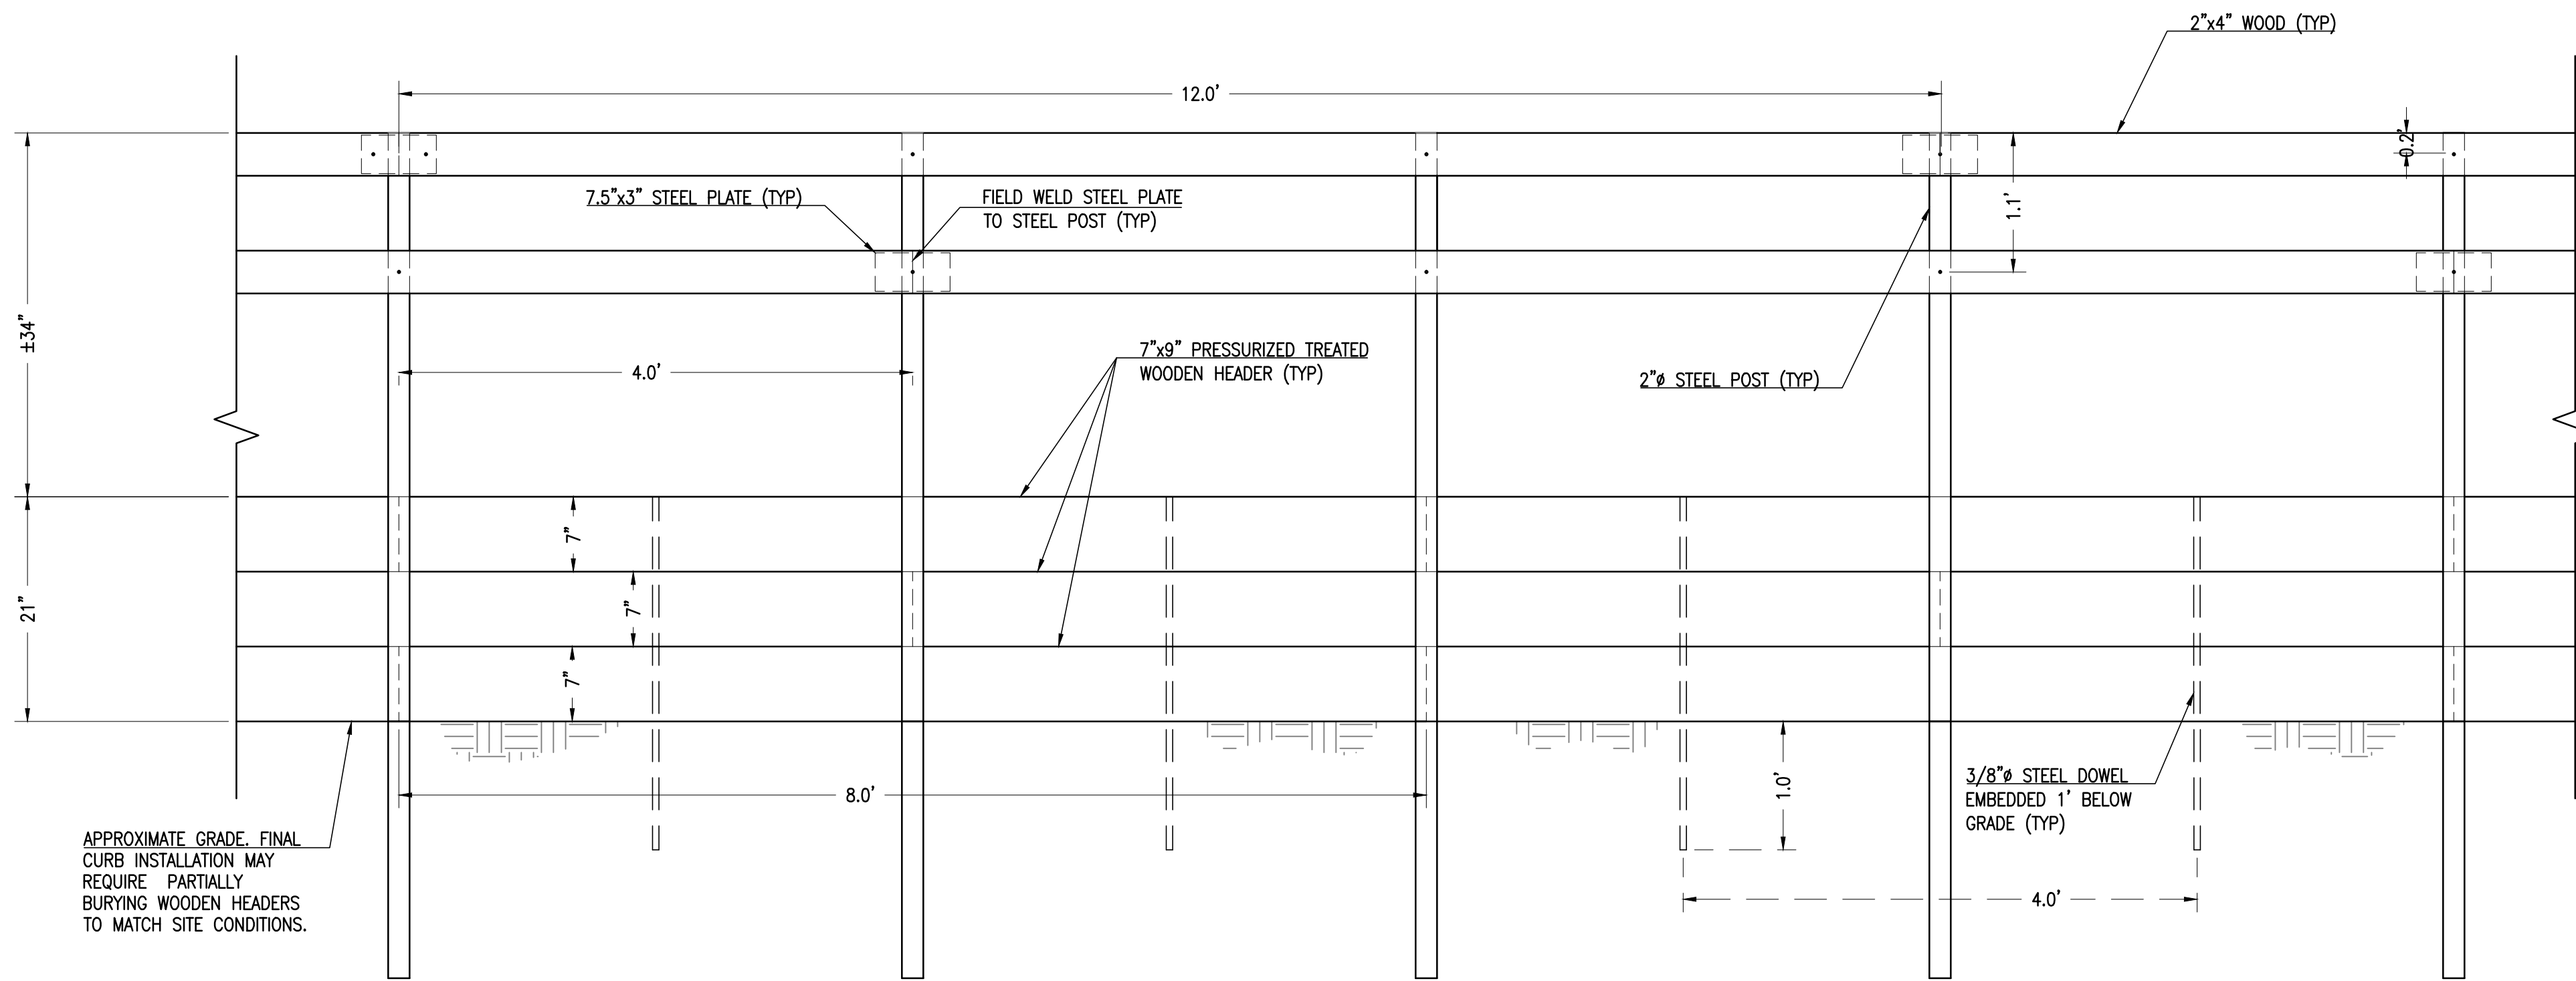 2"x4" WOOD (TYP)
12.0'
0.2'
7.5"x3" STEEL PLATE (TYP)
FIELD WELD STEEL PLATE
TO STEEL POST (TYP)
1.1'
±34"
4.0'
7"x9" PRESSURIZED TREATED
WOODEN HEADER (TYP)
2"ø STEEL POST (TYP)
7"
21"
7"
7"
8.0'
1.0'
3/8"ø STEEL DOWEL
EMBEDDED 1' BELOW
GRADE (TYP)
APPROXIMATE GRADE. FINAL
CURB INSTALLATION MAY
REQUIRE PARTIALLY
BURYING WOODEN HEADERS
TO MATCH SITE CONDITIONS.
4.0'